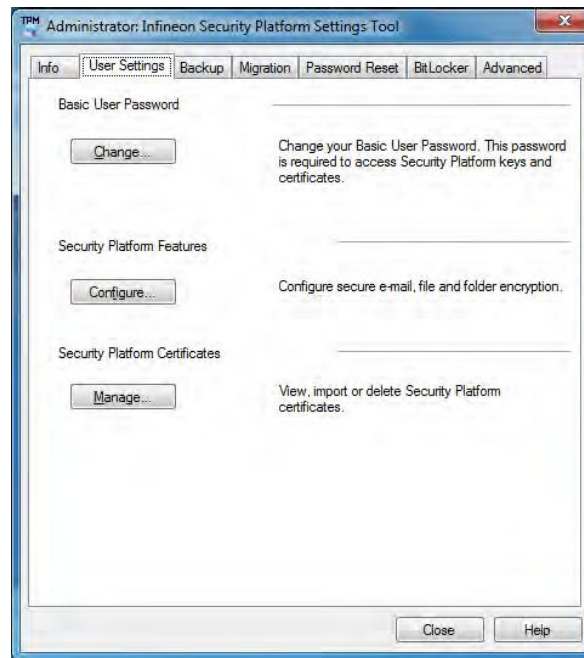 TPM Administrator: Infineon Security Platform Settings Tool
Info User Settings Backup Migration Password Reset BitLocker Advanced
Basic User Password
Change...
Change your Basic User Password. This password
is required to access Security Platform keys and
certificates.
Security Platform Features
Configure...
Configure secure e-mail, file and folder encryption.
Security Platform Certificates
Manage...
View, import or delete Security Platform
certificates.
Close Help